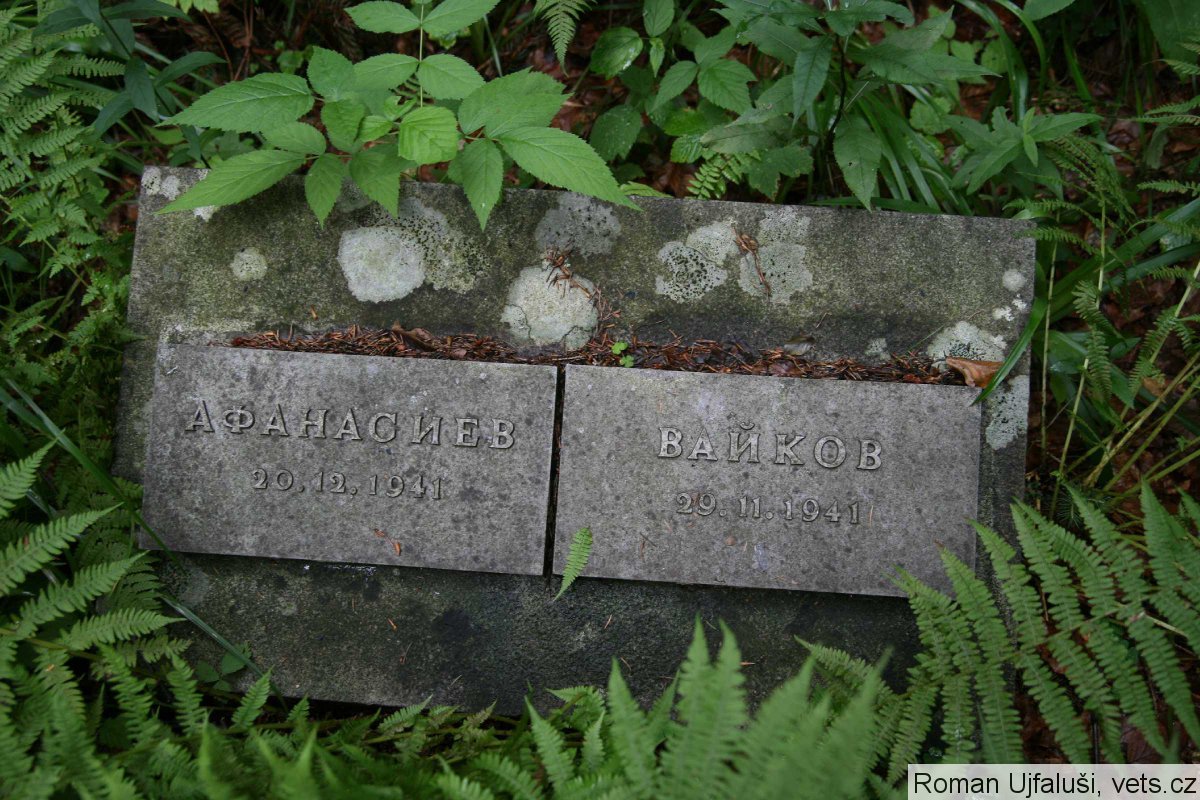 АФАНАСИЕВ
20.12.1941
ВАЙКОВ
29.11.1941
Roman Ujfaluši, vets.cz